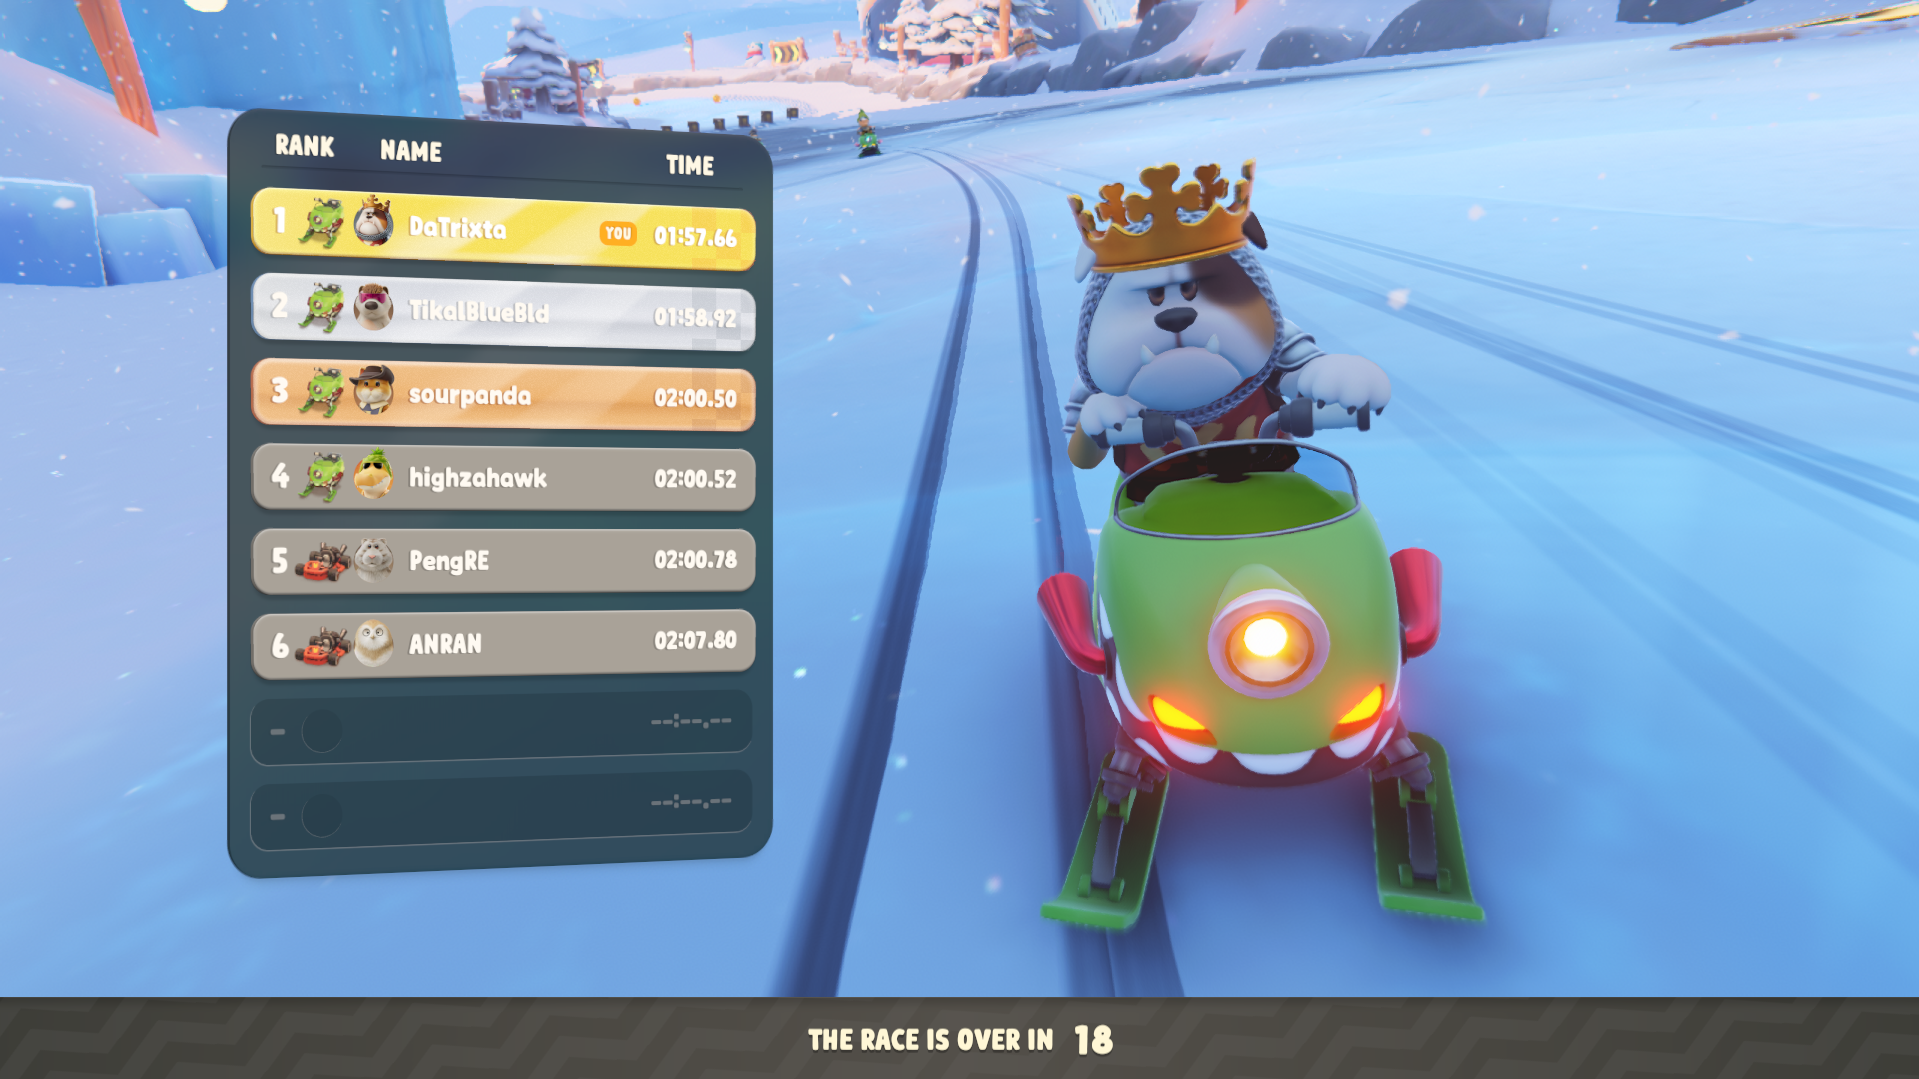 RANK NAME TIME
1 DaTrixta YOU 01:57.66
2 TikalBlueBld 01:58.92
3 sourpanda 02:00.50
4 highzahawk 02:00.52
5 PengRE 02:00.78
6 ANRAN 02:07.80
- --:--.--
- --:--.--
THE RACE IS OVER IN 18